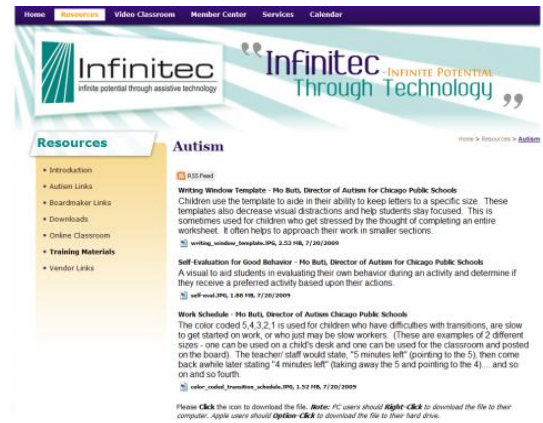 Home Resources Video Classroom Member Center Services Calendar
Infinitec
infinite potential through assistive technology
"Infinitec-Infinite Potential
Through Technology"
Resources
Home > Resources > Autism
Autism
• Introduction
• Autism Links
• Boardmaker Links
• Downloads
• Online Classroom
• Training Materials
• Vendor Links
RSS Feed
Writing Window Template - Mo Buti, Director of Autism for Chicago Public Schools
Children use the template to aide in their ability to keep letters to a specific size. These
templates also decrease visual distractions and help students stay focused. This is
sometimes used for children who get stressed by the thought of completing an entire
worksheet. It often helps to approach their work in smaller sections.
writing_window_template.JPG, 2.53 MB, 7/20/2009
Self-Evaluation for Good Behavior - Mo Buti, Director of Autism for Chicago Public Schools
A visual to aid students in evaluating their own behavior during an activity and determine if
they receive a preferred activity based upon their actions.
self-eval.JPG, 1.88 MB, 7/20/2009
Work Schedule - Mo Buti, Director of Autism Chicago Public Schools
The color coded 5,4,3,2,1 is used for children who have difficulties with transitions, are slow
to get started on work, or who just may be slow workers. (These are examples of 2 different
sizes - one can be used on a child's desk and one can be used for the classroom and posted
on the board) The teacher/ staff would state, "5 minutes left" (pointing to the 5), then come
back awhile later stating "4 minutes left" (taking away the 5 and pointing to the 4)....and so
on and so fourth.
color_coded_transition_schedule.JPG, 1.52 MB, 7/20/2009
Please Click the icon to download the file. Note: PC users should Right-Click to download the file to their
computer. Apple users should Option-Click to download the file to their hard drive.